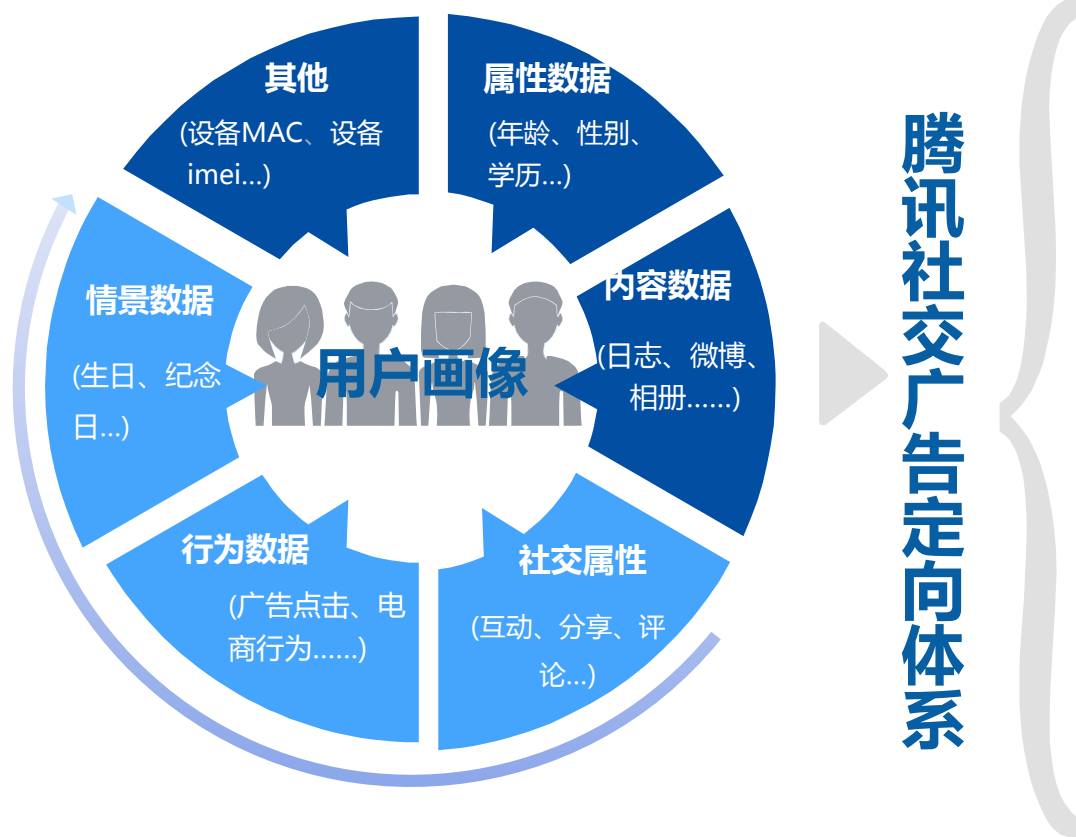 其他
(设备MAC、设备
imei...)
属性数据
(年龄、性别、
学历...)
内容数据
(日志、微博、
相册......)
社交属性
(互动、分享、评
论...)
行为数据
(广告点击、电
商行为......)
情景数据
(生日、纪念
日...)
用户画像
腾讯社交广告定向体系